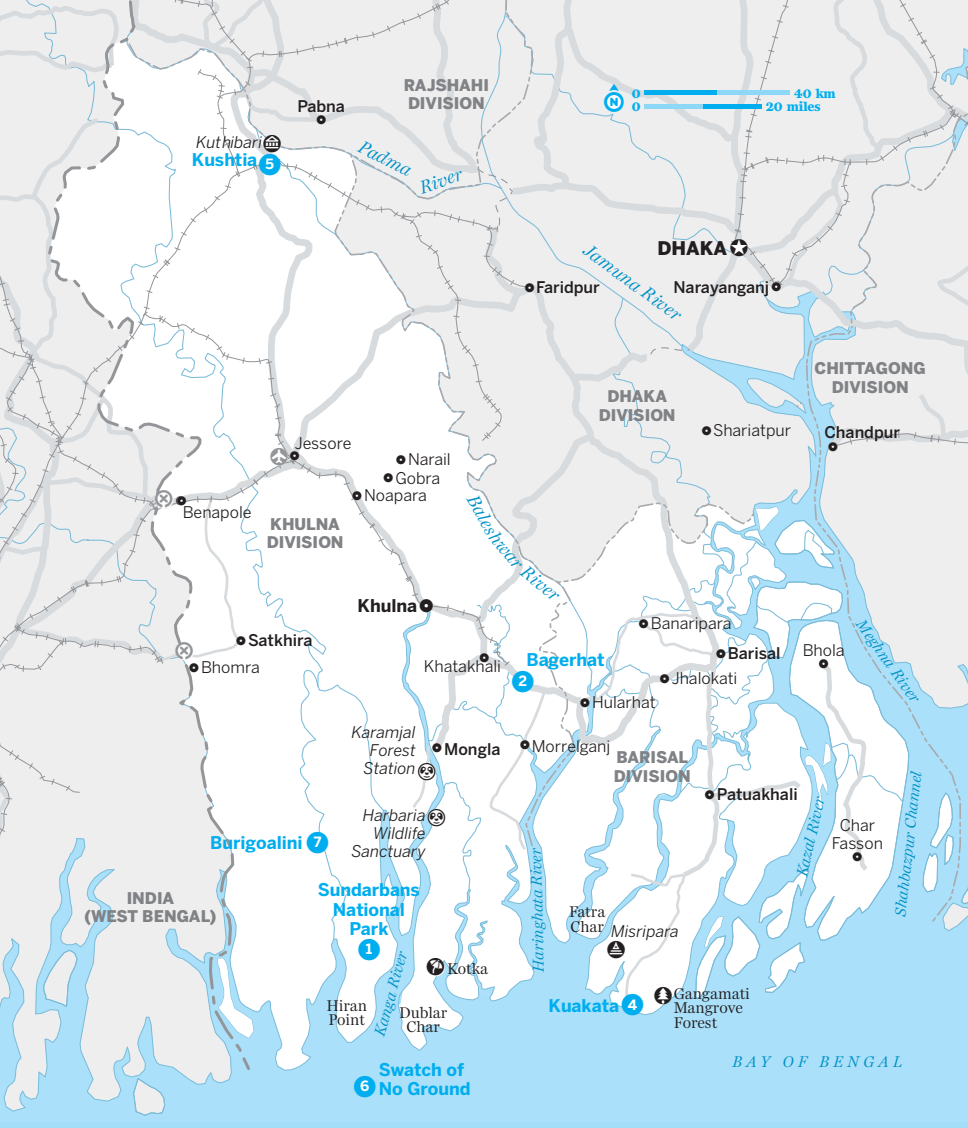 RAJSHAHI
DIVISION
0
40 km
N
0
20 miles
Pabna
Kuthibari
Kushtia 5
Padma
River
DHAKA
Jamuna River
Faridpur
Narayanganj
CHITTAGONG
DIVISION
DHAKA
DIVISION
Shariatpur
Chandpur
Jessore
Narail
Gobra
Noapara
Benapole
KHULNA
DIVISION
Baleshwar River
Khulna
Banaripara
Satkhira
Bhomra
Khatakhali
Bagerhat
2
Barisal
Bhola
Meghna River
Jhalokati
Hularhat
Karamjal
Forest
Station
Mongla
Morrelganj
BARISAL
DIVISION
Patuakhali
Harbaria
Wildlife
Sanctuary
Burigoalini 7
Char
Fasson
Kazal River
Shahbazpur Channel
INDIA
(WEST BENGAL)
Sundarbans
National
Park
1
Haringhata River
Fatra
Char
Misripara
Kanga River
Kotka
Hiran
Point
Dublar
Char
Kuakata 4
Gangamati
Mangrove
Forest
BAY OF BENGAL
6 Swatch of
No Ground